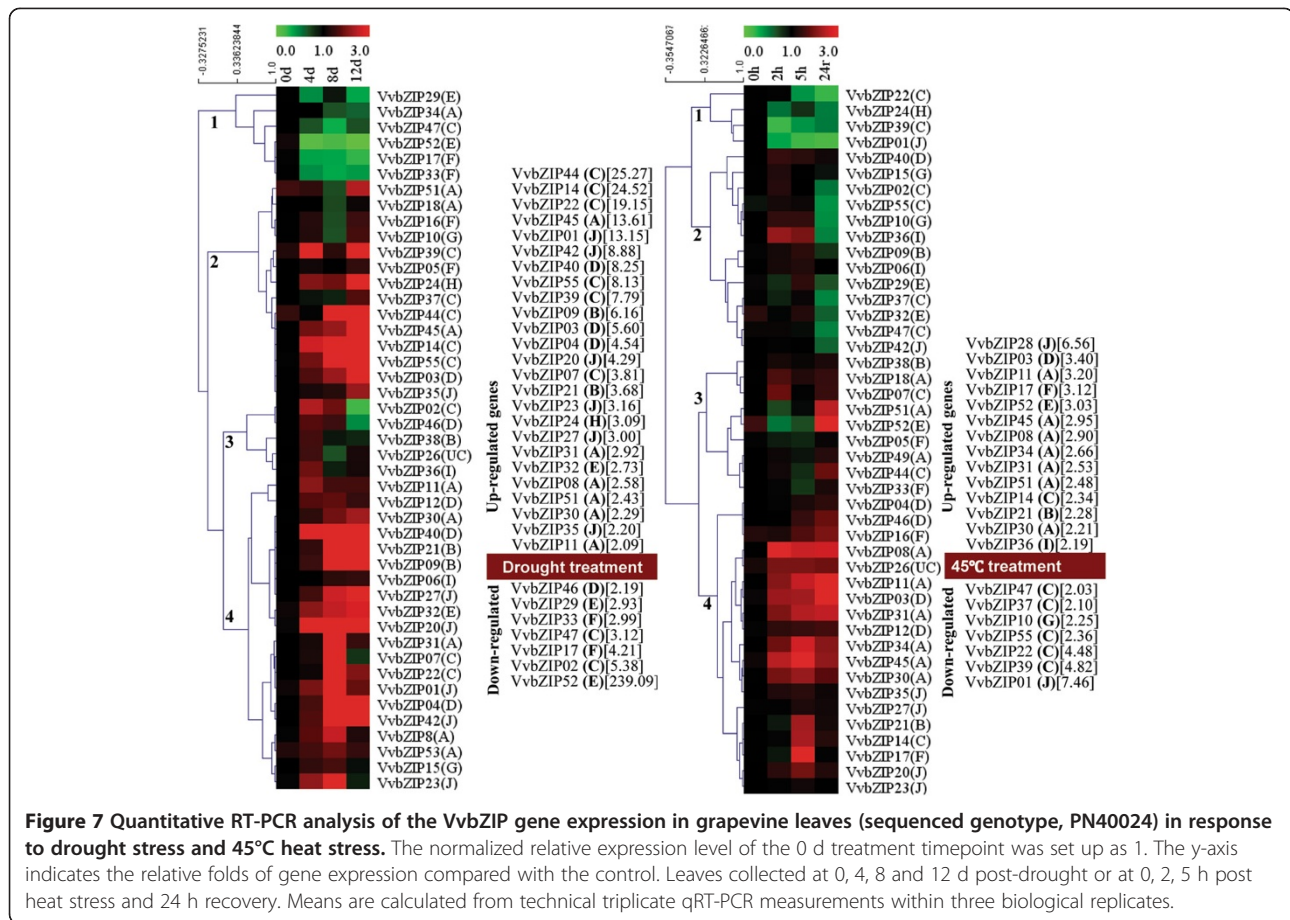 -0.3275231
0.33623844
1.0
0.0 1.0 3.0
0d 4d 8d 12d
1
2
3
4
VvbZIP29(E)
VvbZIP34(A)
VvbZIP47(C)
VvbZIP52(E)
VvbZIP17(F)
VvbZIP33(F)
VvbZIP51(A)
VvbZIP18(A)
VvbZIP16(F)
VvbZIP10(G)
VvbZIP39(C)
VvbZIP05(F)
VvbZIP24(H)
VvbZIP37(C)
VvbZIP44(C)
VvbZIP45(A)
VvbZIP14(C)
VvbZIP55(C)
VvbZIP03(D)
VvbZIP35(J)
VvbZIP02(C)
VvbZIP46(D)
VvbZIP38(B)
VvbZIP26(UC)
VvbZIP36(I)
VvbZIP11(A)
VvbZIP12(D)
VvbZIP30(A)
VvbZIP40(D)
VvbZIP21(B)
VvbZIP09(B)
VvbZIP06(I)
VvbZIP27(J)
VvbZIP32(E)
VvbZIP20(J)
VvbZIP31(A)
VvbZIP07(C)
VvbZIP22(C)
VvbZIP01(J)
VvbZIP04(D)
VvbZIP42(J)
VvbZIP8(A)
VvbZIP53(A)
VvbZIP15(G)
VvbZIP23(J)
Up-regulated genes
VvbZIP44 (C)[25.27]
VvbZIP14 (C)[24.52]
VvbZIP22 (C)[19.15]
VvbZIP45 (A)[13.61]
VvbZIP01 (J)[13.15]
VvbZIP42 (J)[8.88]
VvbZIP40 (D)[8.25]
VvbZIP55 (C)[8.13]
VvbZIP39 (C)[7.79]
VvbZIP09 (B)[6.16]
VvbZIP03 (D)[5.60]
VvbZIP04 (D)[4.54]
VvbZIP20 (J)[4.29]
VvbZIP07 (C)[3.81]
VvbZIP21 (B)[3.68]
VvbZIP23 (J)[3.16]
VvbZIP24 (H)[3.09]
VvbZIP27 (J)[3.00]
VvbZIP31 (A)[2.92]
VvbZIP32 (E)[2.73]
VvbZIP08 (A)[2.58]
VvbZIP51 (A)[2.43]
VvbZIP30 (A)[2.29]
VvbZIP35 (J)[2.20]
VvbZIP11 (A)[2.09]
Drought treatment
Down-regulated
VvbZIP46 (D)[2.19]
VvbZIP29 (E)[2.93]
VvbZIP33 (F)[2.99]
VvbZIP47 (C)[3.12]
VvbZIP17 (F)[4.21]
VvbZIP02 (C)[5.38]
VvbZIP52 (E)[239.09]
-0.3547067
0.3226466:
1.0
0.0 1.0 3.0
0h 2h 5h 24r
1
2
3
4
VvbZIP22(C)
VvbZIP24(H)
VvbZIP39(C)
VvbZIP01(J)
VvbZIP40(D)
VvbZIP15(G)
VvbZIP02(C)
VvbZIP55(C)
VvbZIP10(G)
VvbZIP36(I)
VvbZIP09(B)
VvbZIP06(I)
VvbZIP29(E)
VvbZIP37(C)
VvbZIP32(E)
VvbZIP47(C)
VvbZIP42(J)
VvbZIP38(B)
VvbZIP18(A)
VvbZIP07(C)
VvbZIP51(A)
VvbZIP52(E)
VvbZIP05(F)
VvbZIP49(A)
VvbZIP44(C)
VvbZIP33(F)
VvbZIP04(D)
VvbZIP46(D)
VvbZIP16(F)
VvbZIP08(A)
VvbZIP26(UC)
VvbZIP11(A)
VvbZIP03(D)
VvbZIP31(A)
VvbZIP12(D)
VvbZIP34(A)
VvbZIP45(A)
VvbZIP30(A)
VvbZIP35(J)
VvbZIP27(J)
VvbZIP21(B)
VvbZIP14(C)
VvbZIP17(F)
VvbZIP20(J)
VvbZIP23(J)
Up-regulated genes
VvbZIP28 (J)[6.56]
VvbZIP03 (D)[3.40]
VvbZIP11 (A)[3.20]
VvbZIP17 (F)[3.12]
VvbZIP52 (E)[3.03]
VvbZIP45 (A)[2.95]
VvbZIP08 (A)[2.90]
VvbZIP34 (A)[2.66]
VvbZIP31 (A)[2.53]
VvbZIP51 (A)[2.48]
VvbZIP14 (C)[2.34]
VvbZIP21 (B)[2.28]
VvbZIP30 (A)[2.21]
VvbZIP36 (I)[2.19]
45°C treatment
Down-regulated
VvbZIP47 (C)[2.03]
VvbZIP37 (C)[2.10]
VvbZIP10 (G)[2.25]
VvbZIP55 (C)[2.36]
VvbZIP22 (C)[4.48]
VvbZIP39 (C)[4.82]
VvbZIP01 (J)[7.46]
Figure 7 Quantitative RT-PCR analysis of the VvbZIP gene expression in grapevine leaves (sequenced genotype, PN40024) in response
to drought stress and 45°C heat stress. The normalized relative expression level of the 0 d treatment timepoint was set up as 1. The y-axis
indicates the relative folds of gene expression compared with the control. Leaves collected at 0, 4, 8 and 12 d post-drought or at 0, 2, 5 h post
heat stress and 24 h recovery. Means are calculated from technical triplicate qRT-PCR measurements within three biological replicates.